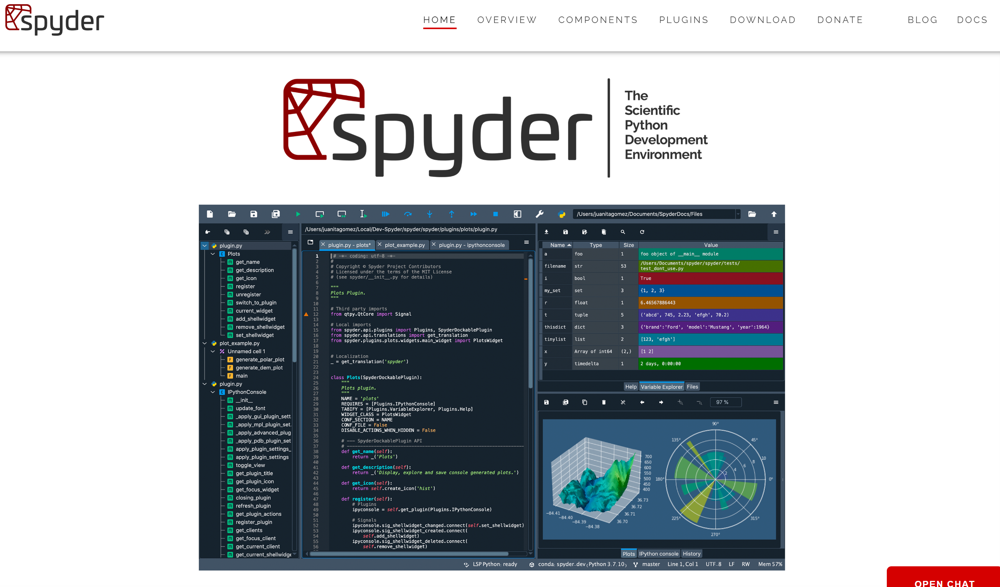 spyder
HOME OVERVIEW COMPONENTS PLUGINS DOWNLOAD DONATE BLOG DOCS
spyder
The
Scientific
Python
Development
Environment
/Users/juanitagomez/Documents/SpyderDocs/Files
plugin.py
Plots
get_name
get_description
get_icon
register
unregister
switch_to_plugin
current_widget
add_shellwidget
remove_shellwidget
set_shellwidget
plot_example.py
Unnamed cell 1
generate_polar_plot
generate_dem_plot
main
plugin.py
IPythonConsole
__init__
update_font
_apply_gui_plugin_sett
_apply_mpl_plugin_set.
_apply_advanced_plug
_apply_pdb_plugin_set
apply_plugin_settings_
apply_plugin_settings
toggle_view
get_plugin_title
get_plugin_icon
get_focus_widget
closing_plugin
refresh_plugin
get_plugin_actions
register_plugin
get_clients
get_focus_client
get_current_client
get_current_shellwidge
/Users/juanitagomez/Local/Dev-Spyder/spyder/spyder/plugins/plots/plugin.py
plugin.py - plots* plot_example.py plugin.py - ipythonconsole
1 # -*- coding: utf-8 -*-
2 #
3 # Copyright © Spyder Project Contributors
4 # Licensed under the terms of the MIT License
5 # (see spyder/__init__.py for details)
6
7 """
8 Plots Plugin.
9 """
10
11 # Third party imports
12 from qtpy.QtCore import Signal
13
14 # Local imports
15 from spyder.api.plugins import Plugins, SpyderDockablePlugin
16 from spyder.api.translations import get_translation
17 from spyder.plugins.plots.widgets.main_widget import PlotsWidget
18
19
20 # Localization
21 _ = get_translation('spyder')
22
23
24 class Plots(SpyderDockablePlugin):
25 """
26 Plots plugin.
27 """
28 NAME = 'plots'
29 REQUIRES = [Plugins.IPythonConsole]
30 TABIFY = [Plugins.VariableExplorer, Plugins.Help]
31 WIDGET_CLASS = PlotsWidget
32 CONF_SECTION = NAME
33 CONF_FILE = False
34 DISABLE_ACTIONS_WHEN_HIDDEN = False
35
36 # --- SpyderDockablePlugin API
37 # ------------------------------------------------------------------
38 def get_name(self):
39 return _('Plots')
40
41 def get_description(self):
42 return _('Display, explore and save console generated plots.')
43
44 def get_icon(self):
45 return self.create_icon('hist')
46
47 def register(self):
48 # Plugins
49 ipyconsole = self.get_plugin(Plugins.IPythonConsole)
50
51 # Signals
52 ipyconsole.sig_shellwidget_changed.connect(self.set_shellwidget)
53 ipyconsole.sig_shellwidget_created.connect(
54 self.add_shellwidget)
55 ipyconsole.sig_shellwidget_deleted.connect(
56 self.remove_shellwidget)
Name Type Size Value
a foo 1 foo object of __main__ module
filename str 53 /Users/Documents/spyder/spyder/tests/
test_dont_use.py
i bool 1 True
my_set set 3 {1, 2, 3}
r float 1 6.46567886443
t tuple 5 ('abcd', 745, 2.23, 'efgh', 70.2)
thisdict dict 3 {'brand':'Ford', 'model':'Mustang', 'year':1964}
tinylist list 2 [123, 'efgh']
x Array of int64 (2,) [1 2]
y timedelta 1 2 days, 0:00:00
Help Variable Explorer Files
97 %
700
650
600
550
500
450
400
36.73
36.72
36.71
36.70
−84.41
−84.40
−84.39
−84.38
90°
135° 45°
10
8
6
4
2
180° 0°
225° 315°
270°
Plots IPython console History
LSP Python: ready conda: spyder-dev (Python 3.7.10) master Line 1, Col 1 UTF-8 LF RW Mem 57%
OPEN CHAT